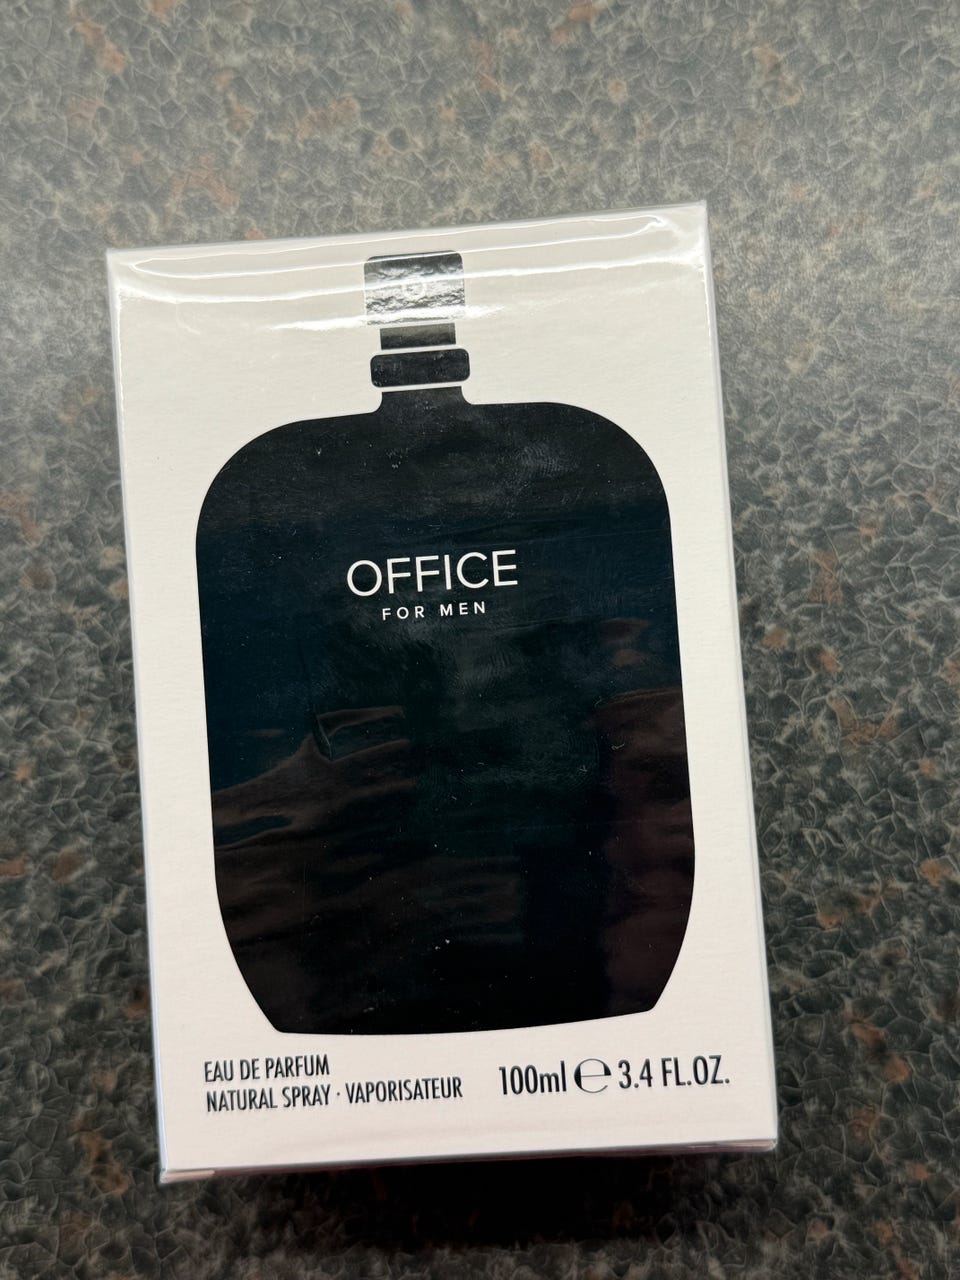 OFFICE
FOR MEN
EAU DE PARFUM
NATURAL SPRAY · VAPORISATEUR
100ml ℮ 3.4 FL.OZ.